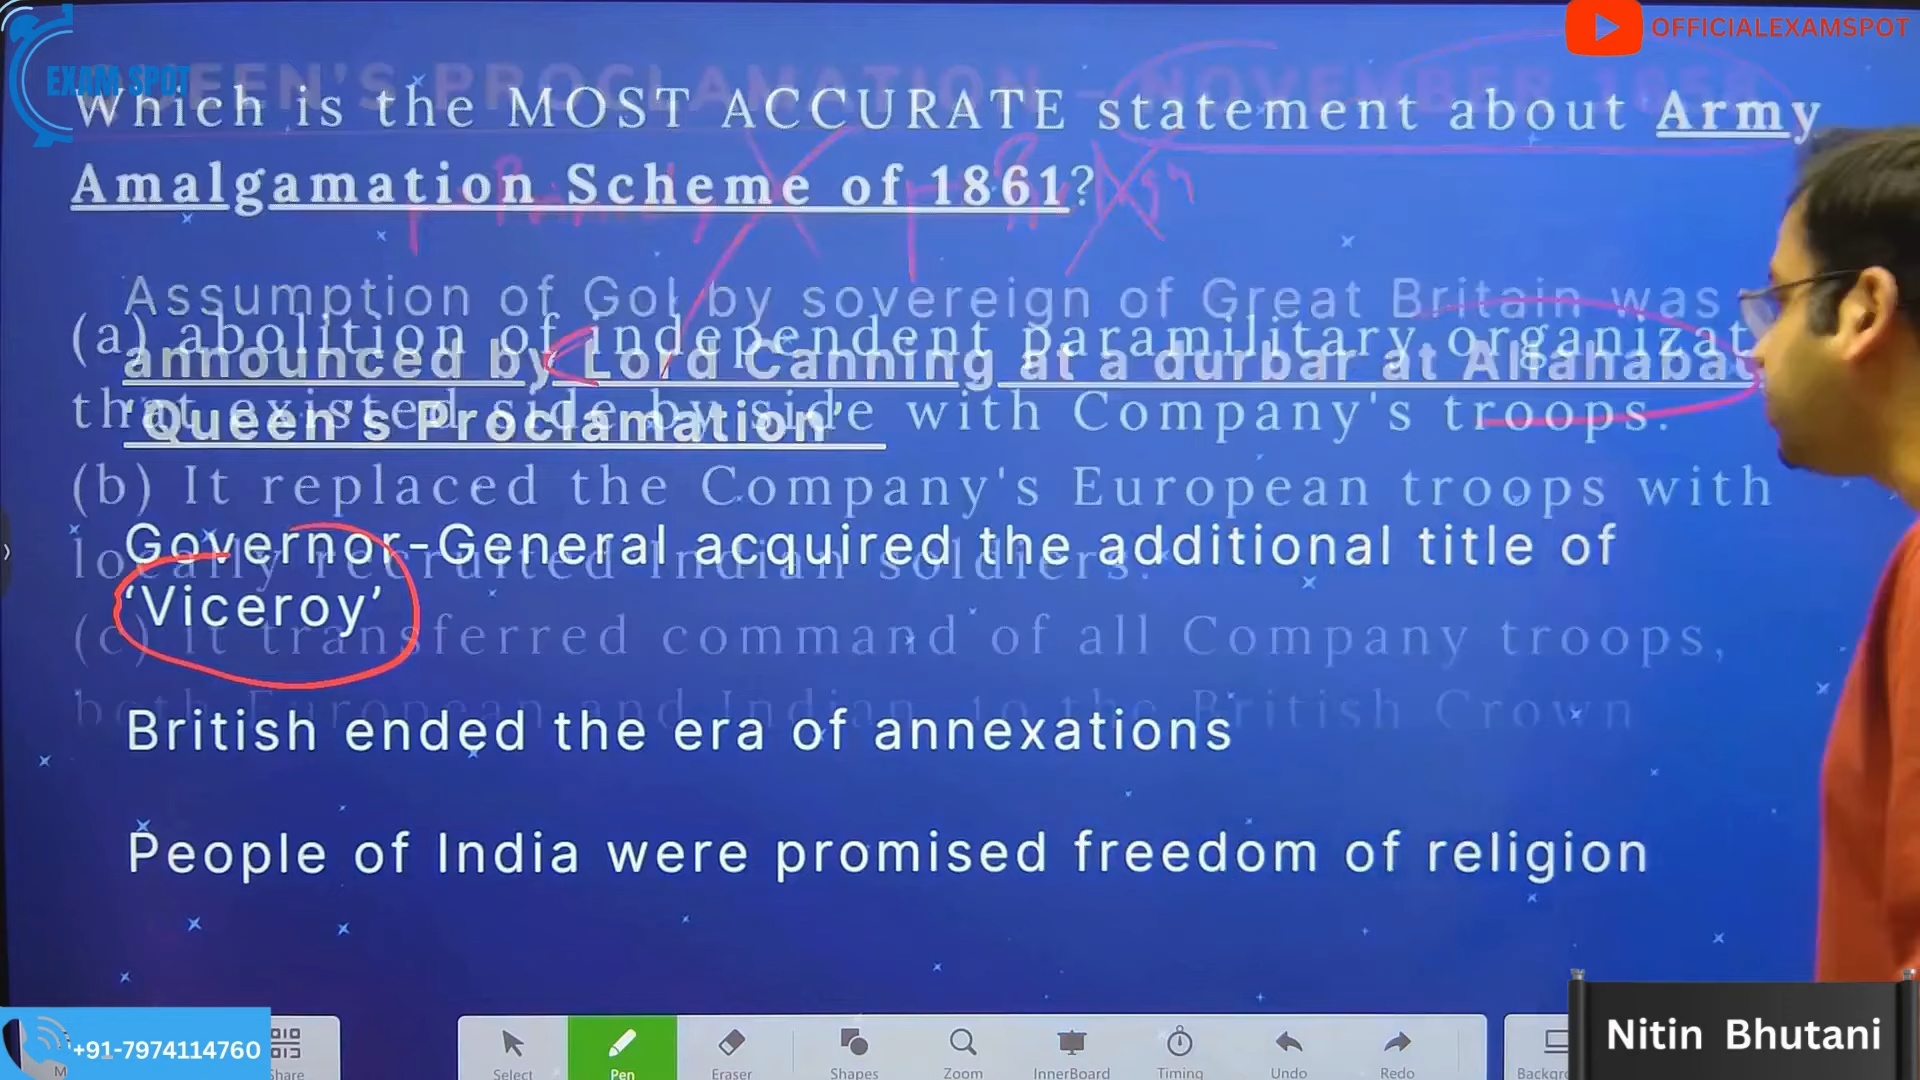 OFFICIALEXAMSPOT
EXAM SPOT
QUEEN'S PROCLAMATION - NOVEMBER 1858
Which is the MOST ACCURATE statement about Army
Amalgamation Scheme of 1861?
Assumption of GoI by sovereign of Great Britain was
(a) abolition of independent paramilitary organizat
announced by Lord Canning at a durbar at Allahabad
that existed side by side with Company's troops.
'Queen's Proclamation'
(b) It replaced the Company's European troops with
Governor-General acquired the additional title of
locally recruited Indian soldiers.
'Viceroy'
(c) it transferred command of all Company troops,
both European and Indian, to the British Crown
British ended the era of annexations
People of India were promised freedom of religion
Nitin Bhutani
+91-7974114760
Share
Select
Pen
Eraser
Shapes
Zoom
InnerBoard
Timing
Undo
Redo
Backgr